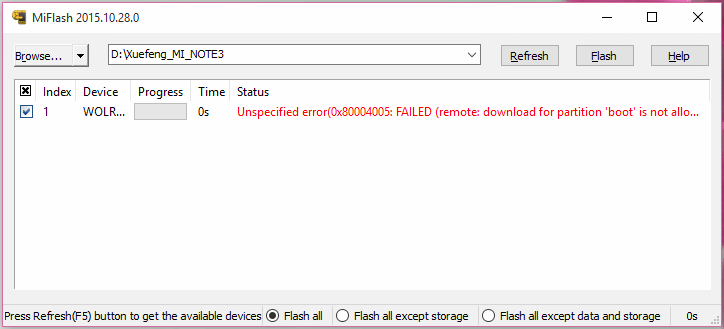 MiFlash 2015.10.28.0
Browse... D:\Xuefeng_MI_NOTE3 Refresh Flash Help
Index Device Progress Time Status
1 WOLR... 0s Unspecified error(0x80004005: FAILED (remote: download for partition 'boot' is not allo...
Press Refresh(F5) button to get the available devices Flash all Flash all except storage Flash all except data and storage 0s